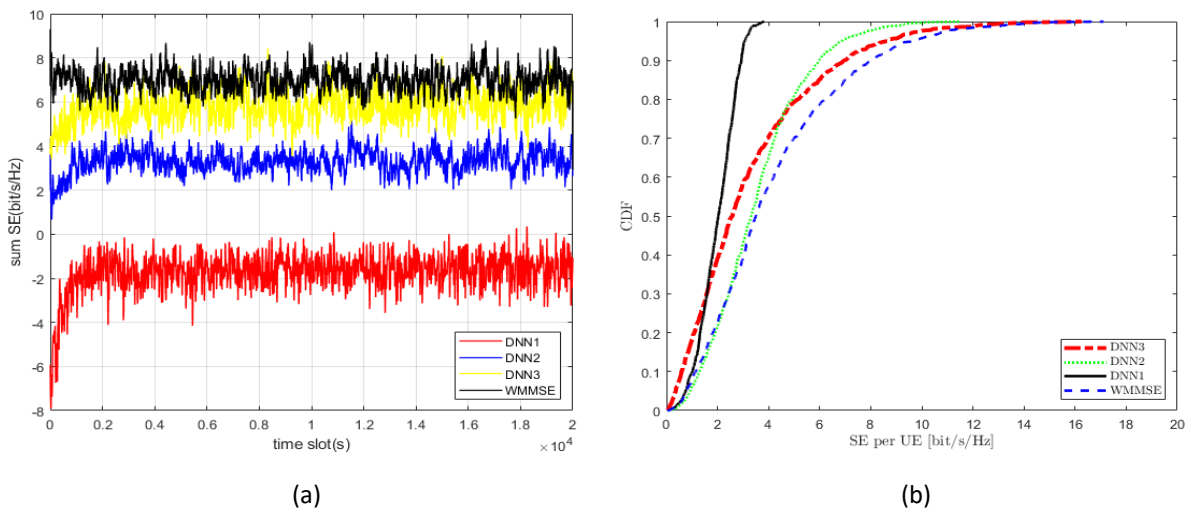 sum SE(bit/s/Hz)
8
6
4
2
0
-2
-4
-6
-8
0 0.2 0.4 0.6 0.8 1 1.2 1.4 1.6 1.8 2
×10^4
time slot(s)
DNN1
DNN2
DNN3
WMMSE
(a)
CDF
1
0.9
0.8
0.7
0.6
0.5
0.4
0.3
0.2
0.1
0
0 2 4 6 8 10 12 14 16 18 20
SE per UE [bit/s/Hz]
DNN3
DNN2
DNN1
WMMSE
(b)